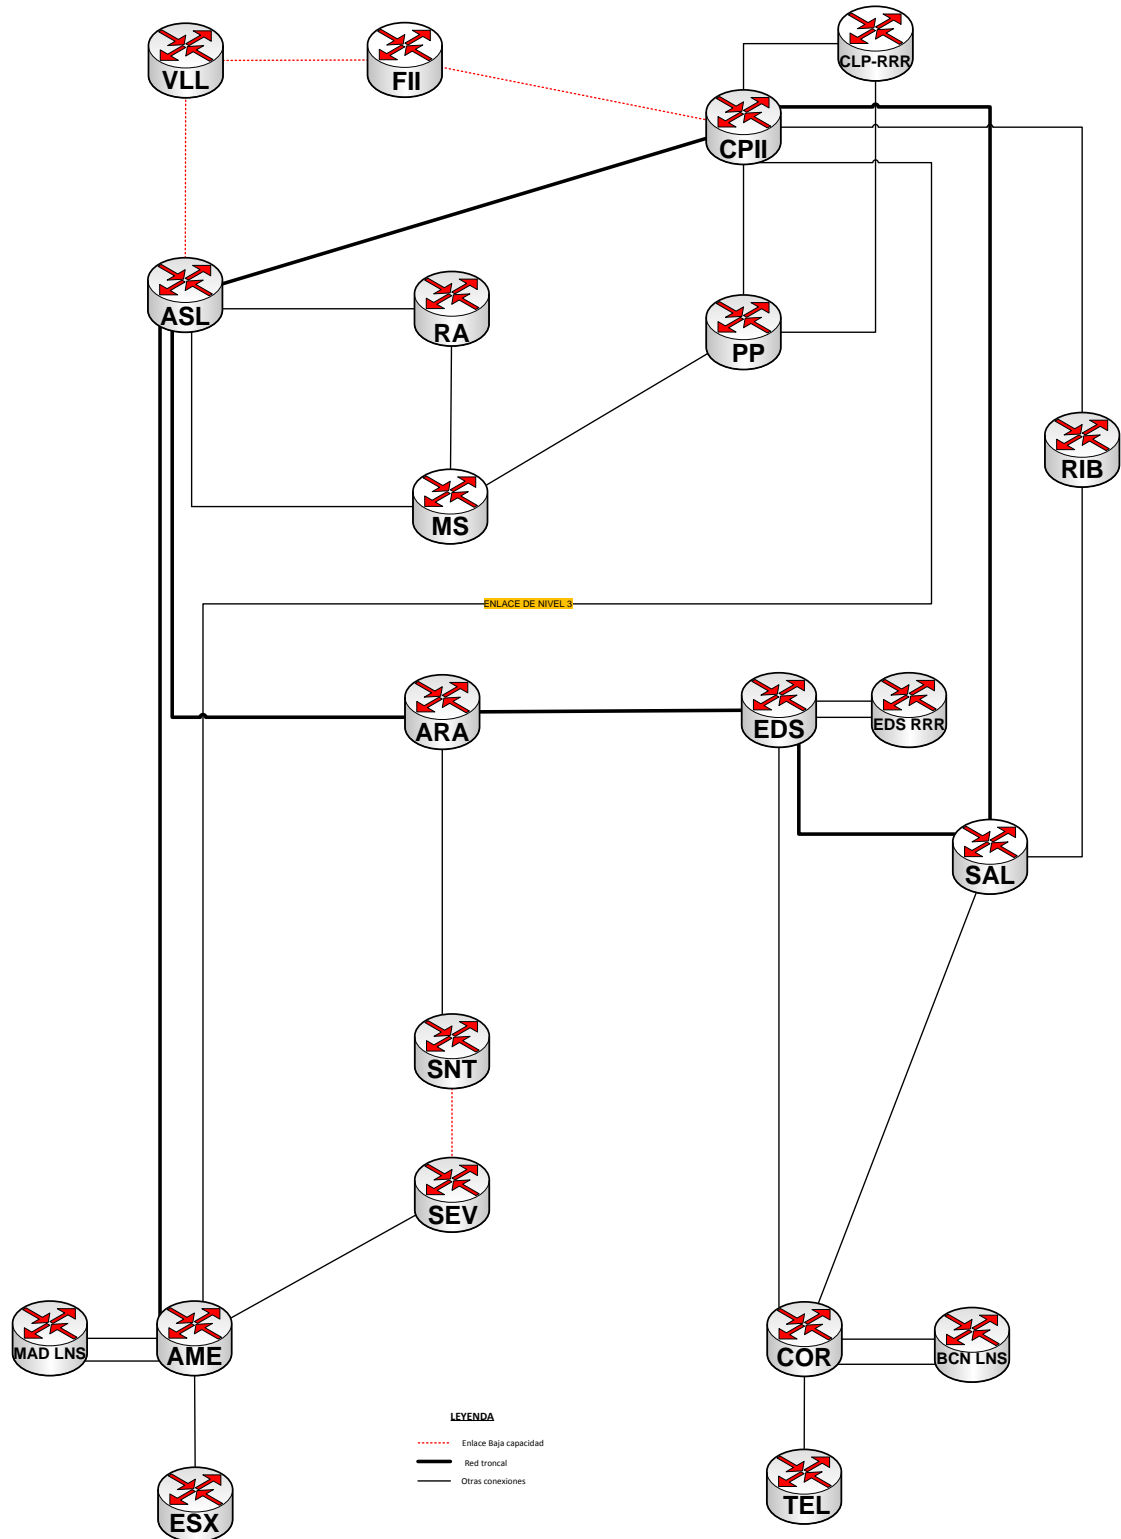 CLP-RRR
VLL
FII
CPII
ASL
RA
PP
RIB
MS
ENLACE DE NIVEL 3
ARA
EDS
EDS RRR
SAL
SNT
SEV
MAD LNS
AME
COR
BCN LNS
LEYENDA
Enlace Baja capacidad
Red troncal
Otras conexiones
ESX
TEL